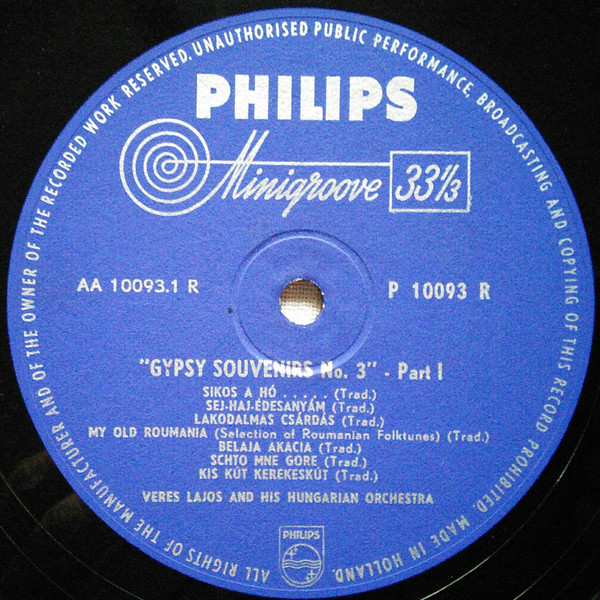 ALL RIGHTS OF THE MANUFACTURER AND OF THE OWNER OF THE RECORDED WORK RESERVED. UNAUTHORISED PUBLIC PERFORMANCE, BROADCASTING AND COPYING OF THIS RECORD PROHIBITED. MADE IN HOLLAND.
PHILIPS
Minigroove 33⅓
AA 10093.1 R
P 10093 R
"GYPSY SOUVENIRS No. 3" - Part I
SIKOS A HÓ ..... (Trad.)
SEJ-HAJ-ÉDESANYÁM (Trad.)
LAKODALMAS CSÁRDÁS (Trad.)
MY OLD ROUMANIA (Selection of Roumanian Folktunes) (Trad.)
BELAJA AKACIA (Trad.)
SCHTO MNE GORE (Trad.)
KIS KÚT KEREKESKÚT (Trad.)
VERES LAJOS AND HIS HUNGARIAN ORCHESTRA
PHILIPS